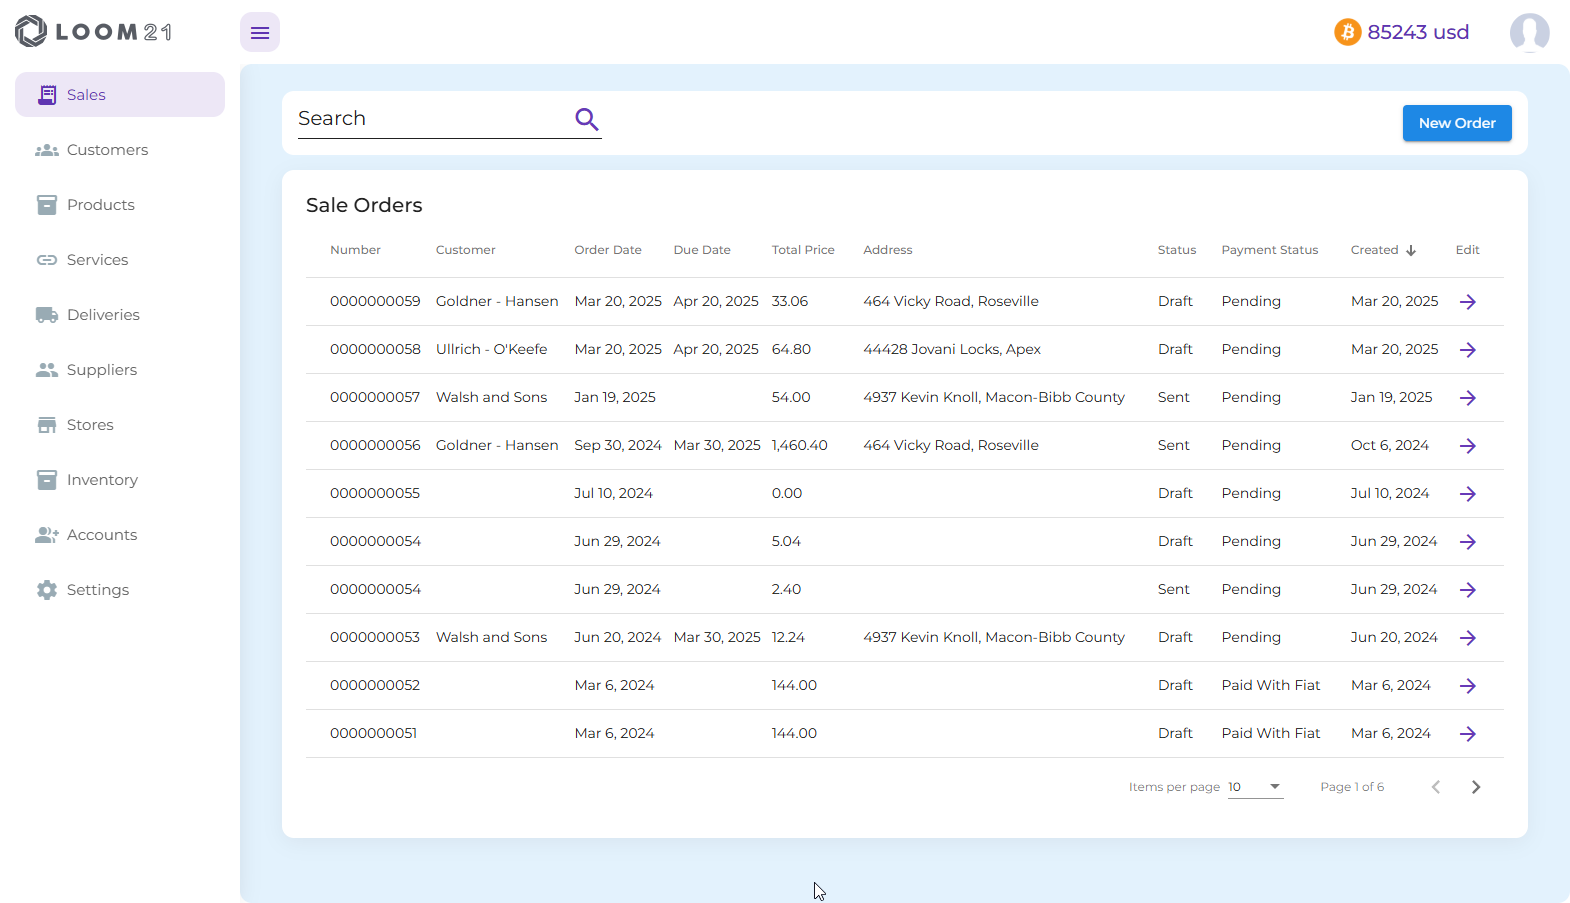 LOOM 21
85243 usd
Sales
Customers
Products
Services
Deliveries
Suppliers
Stores
Inventory
Accounts
Settings
Search
New Order
Sale Orders
Number Customer Order Date Due Date Total Price Address Status Payment Status Created Edit
0000000059 Goldner - Hansen Mar 20, 2025 Apr 20, 2025 33.06 464 Vicky Road, Roseville Draft Pending Mar 20, 2025
0000000058 Ullrich - O'Keefe Mar 20, 2025 Apr 20, 2025 64.80 44428 Jovani Locks, Apex Draft Pending Mar 20, 2025
0000000057 Walsh and Sons Jan 19, 2025 54.00 4937 Kevin Knoll, Macon-Bibb County Sent Pending Jan 19, 2025
0000000056 Goldner - Hansen Sep 30, 2024 Mar 30, 2025 1,460.40 464 Vicky Road, Roseville Sent Pending Oct 6, 2024
0000000055 Jul 10, 2024 0.00 Draft Pending Jul 10, 2024
0000000054 Jun 29, 2024 5.04 Draft Pending Jun 29, 2024
0000000054 Jun 29, 2024 2.40 Sent Pending Jun 29, 2024
0000000053 Walsh and Sons Jun 20, 2024 Mar 30, 2025 12.24 4937 Kevin Knoll, Macon-Bibb County Draft Pending Jun 20, 2024
0000000052 Mar 6, 2024 144.00 Draft Paid With Fiat Mar 6, 2024
0000000051 Mar 6, 2024 144.00 Draft Paid With Fiat Mar 6, 2024
Items per page 10 Page 1 of 6